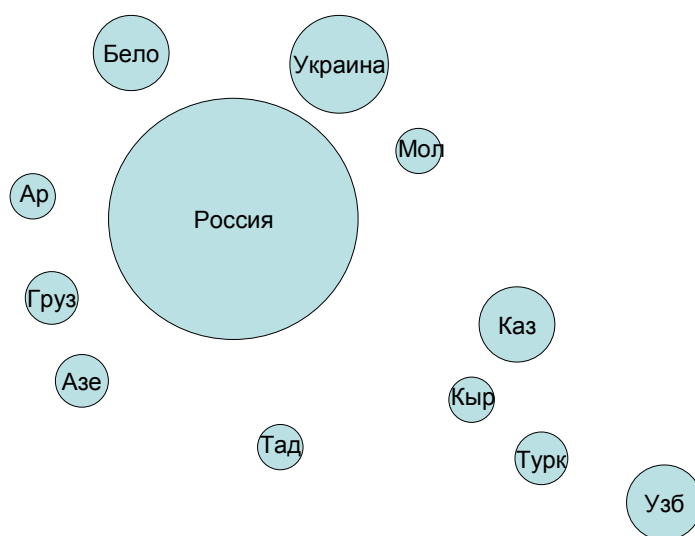 Бело
Украина
Мол
Ар
Россия
Груз
Каз
Азе
Кыр
Тад
Турк
Узб